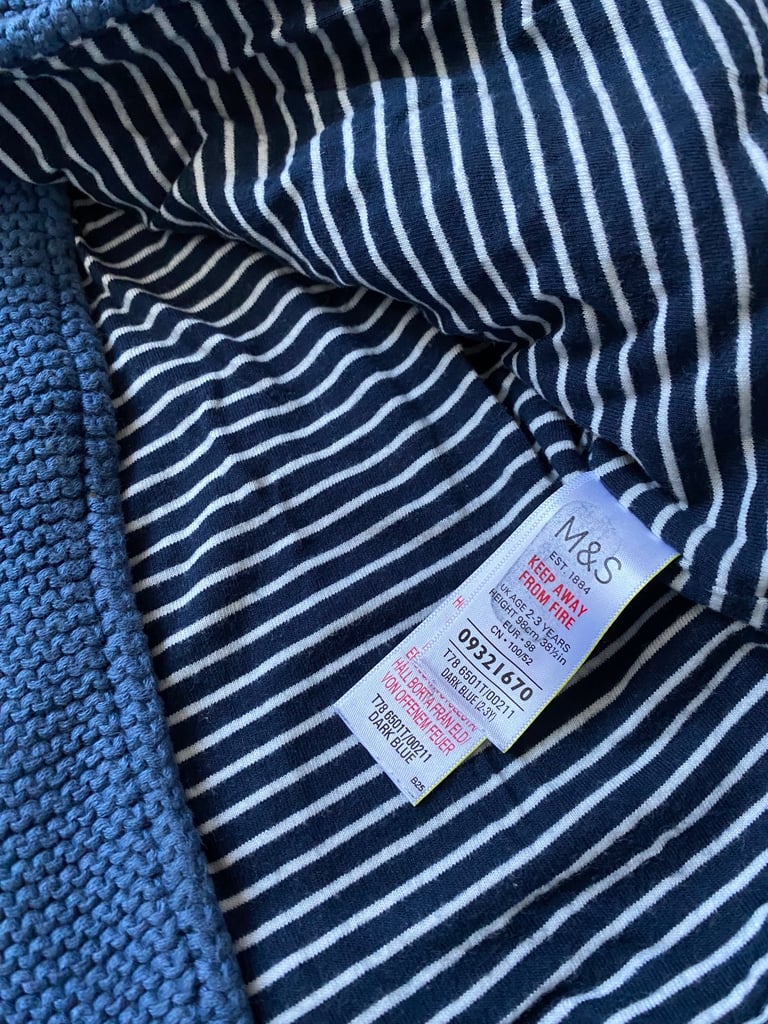 M&S
EST. 1884
KEEP AWAY
FROM FIRE
UK AGE 2-3 YEARS
HEIGHT 98cm 38½in
EUR • 98
CN • 100/52
09321670
T78 6501T/00211
DARK BLUE (2-3Y)
HÅLL BORTA FRÅN ELD/
VON OFFENEM FEUER
T78 6501T/00211
DARK BLUE
B25